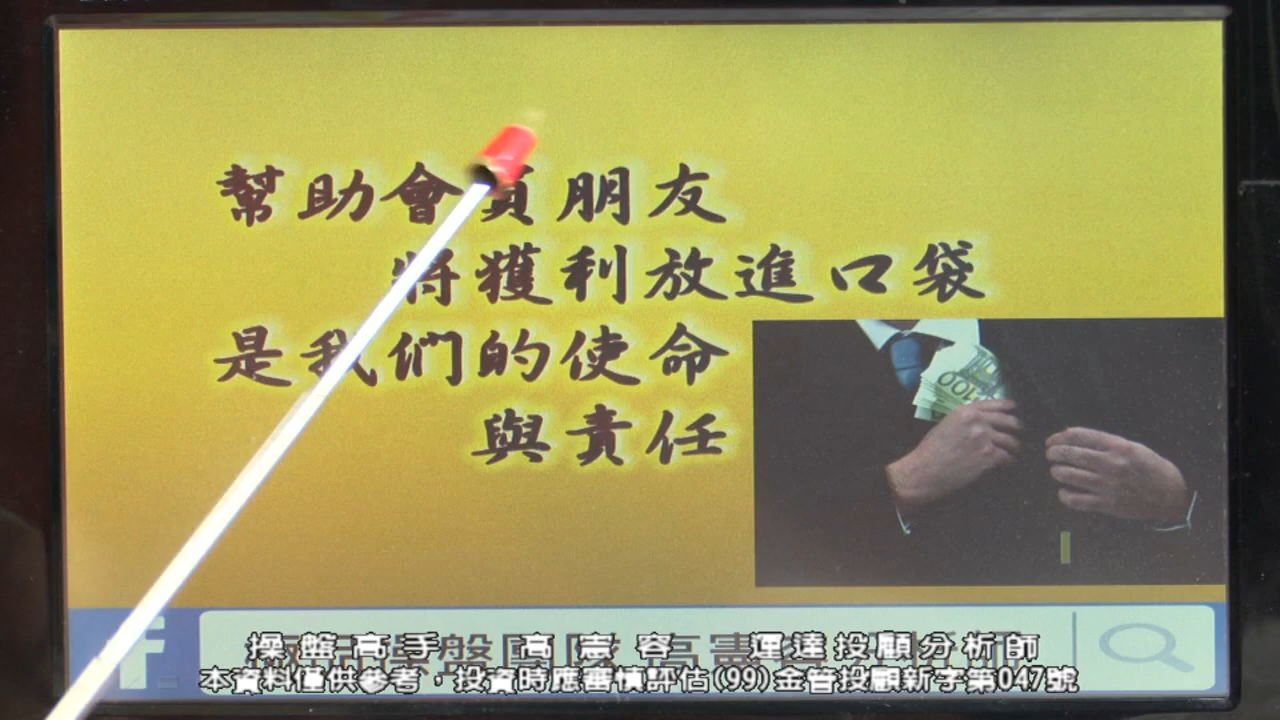 幫助會員朋友
將獲利放進口袋
是我们的使命
與責任
100
操盤高手 高憲容 運達投顧分析師
本資料僅供參考，投資時應審慎評估(99)金管投顧新字第047號